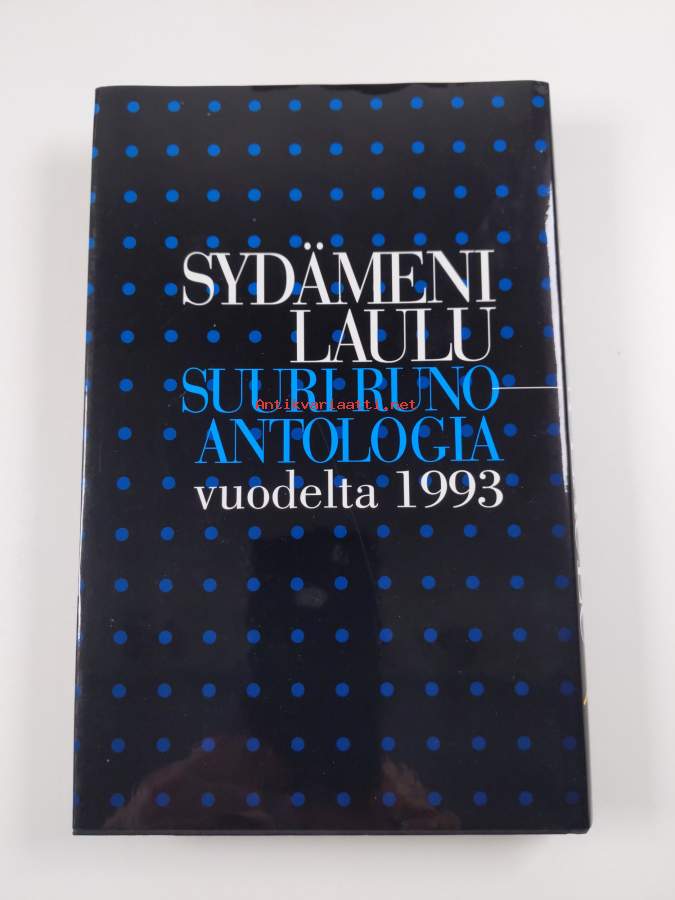 SYDÄMENI
LAULU
SUURI RUNO
Antikvariaatti.net
ANTOLOGIA
vuodelta 1993